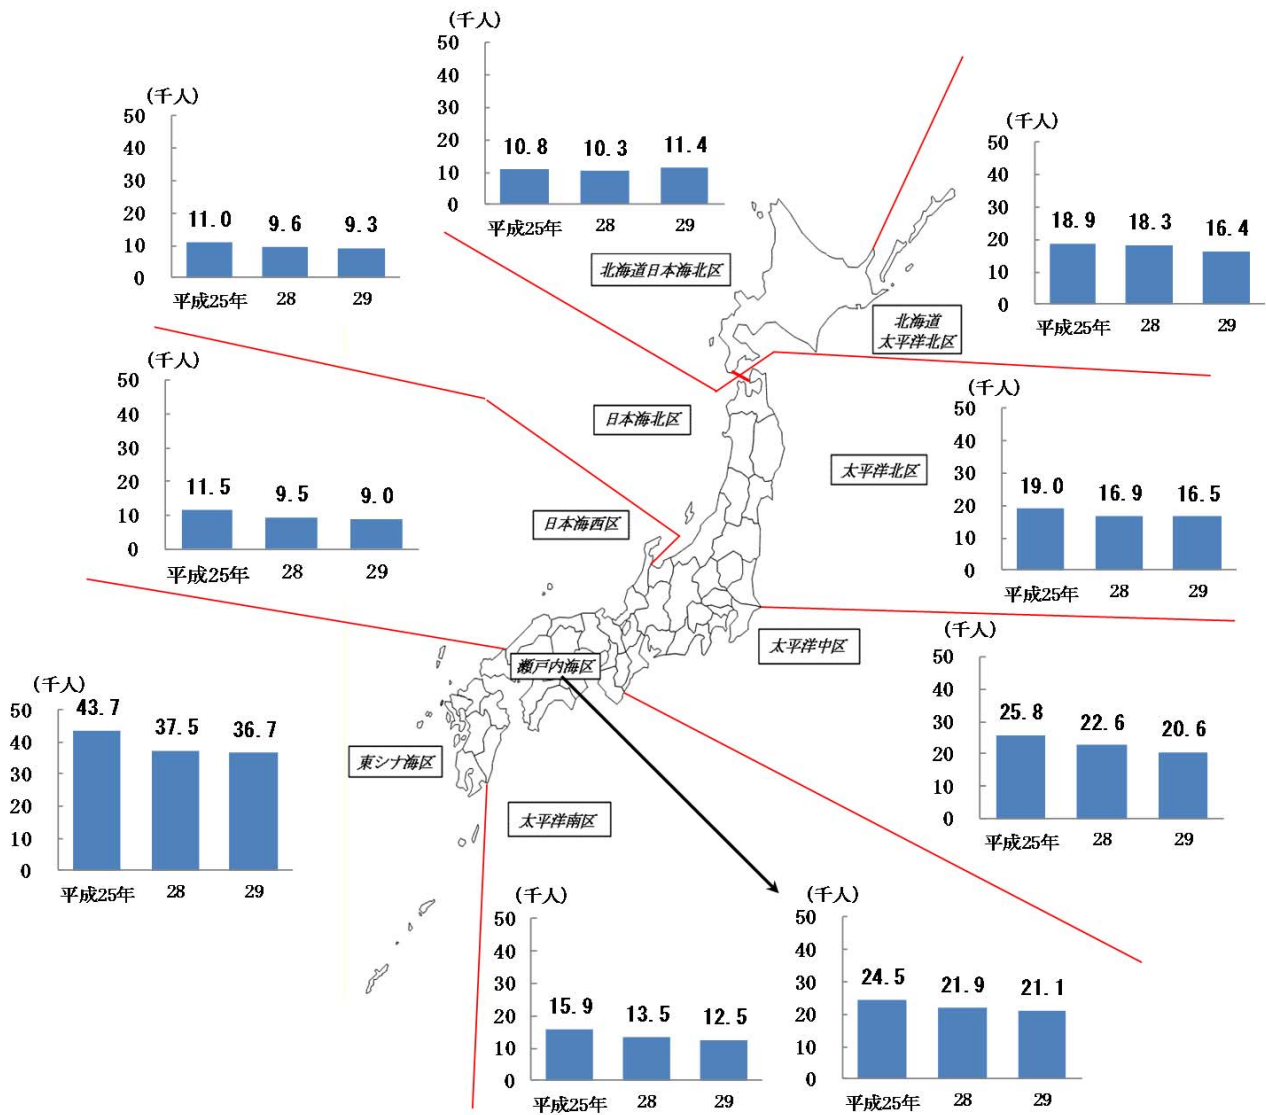 (千人)
50
40
30
20
10
0
10.8 10.3 11.4
平成25年 28 29
北海道日本海北区
(千人)
50
40
30
20
10
0
11.0 9.6 9.3
平成25年 28 29
(千人)
50
40
30
20
10
0
18.9 18.3 16.4
平成25年 28 29
北海道
太平洋北区
日本海北区
(千人)
50
40
30
20
10
0
11.5 9.5 9.0
平成25年 28 29
日本海西区
太平洋北区
(千人)
50
40
30
20
10
0
19.0 16.9 16.5
平成25年 28 29
太平洋中区
(千人)
50
40
30
20
10
0
25.8 22.6 20.6
平成25年 28 29
瀬戸内海区
(千人)
50
40
30
20
10
0
43.7 37.5 36.7
平成25年 28 29
東シナ海区
太平洋南区
(千人)
50
40
30
20
10
0
15.9 13.5 12.5
平成25年 28 29
(千人)
50
40
30
20
10
0
24.5 21.9 21.1
平成25年 28 29